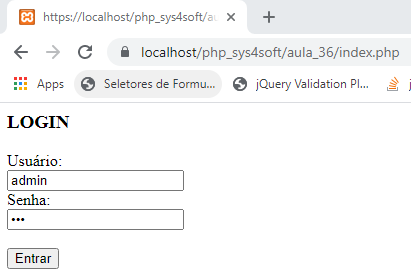 https://localhost/php_sys4soft/au
localhost/php_sys4soft/aula_36/index.php
Apps Seletores de Formu... jQuery Validation Pl...
LOGIN
Usuário:
admin
Senha:
•••
Entrar